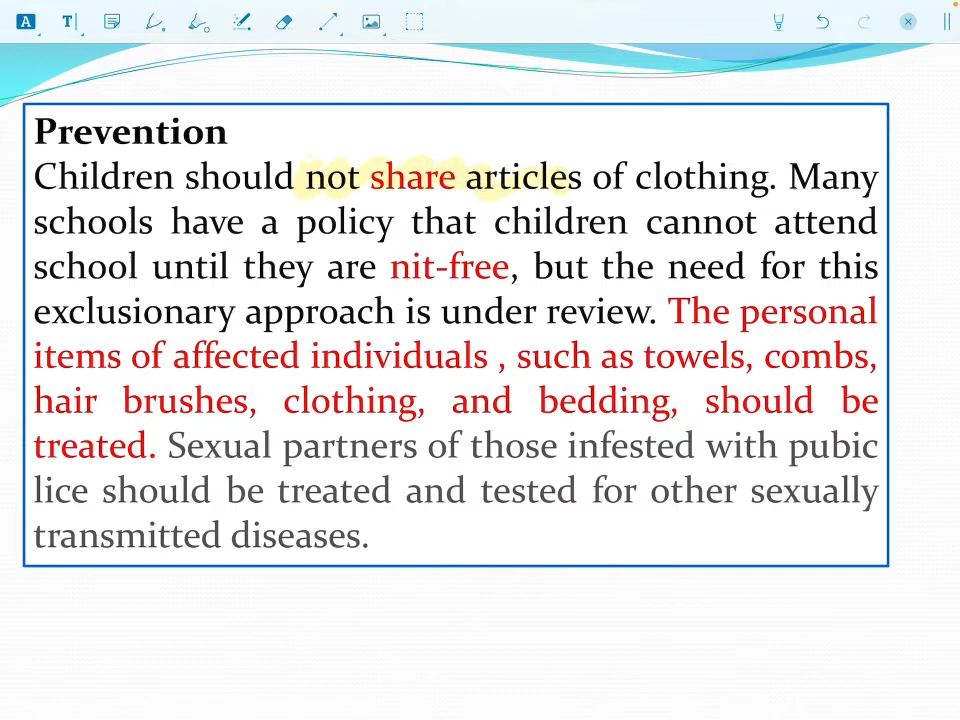 Prevention
Children should not share articles of clothing. Many
schools have a policy that children cannot attend
school until they are nit-free, but the need for this
exclusionary approach is under review. The personal
items of affected individuals , such as towels, combs,
hair brushes, clothing, and bedding, should be
treated. Sexual partners of those infested with pubic
lice should be treated and tested for other sexually
transmitted diseases.